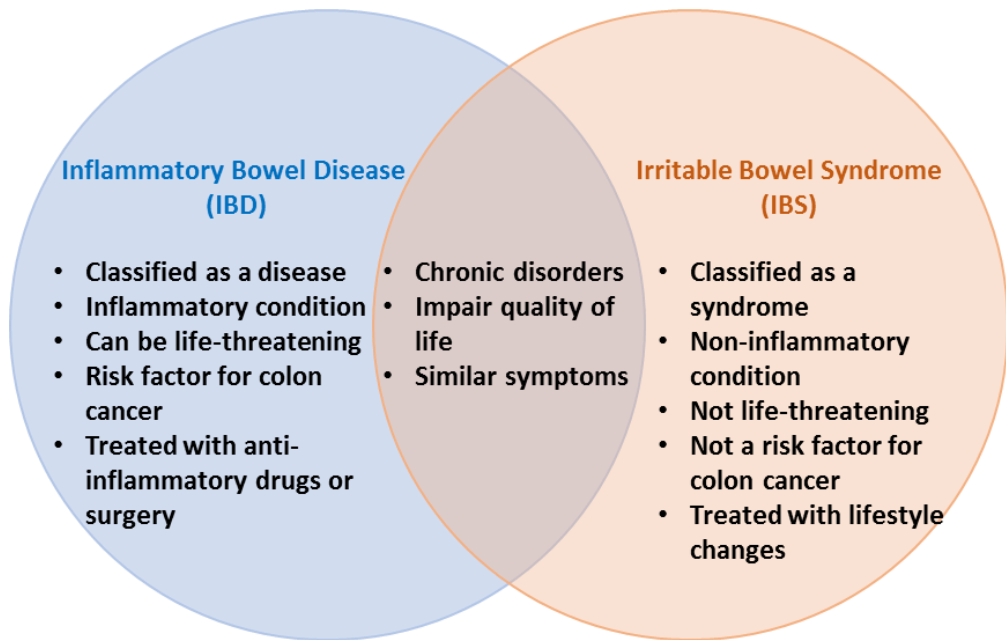 Inflammatory Bowel Disease
(IBD)
• Classified as a disease
• Inflammatory condition
• Can be life-threatening
• Risk factor for colon
cancer
• Treated with anti-
inflammatory drugs or
surgery
• Chronic disorders
• Impair quality of
life
• Similar symptoms
Irritable Bowel Syndrome
(IBS)
• Classified as a
syndrome
• Non-inflammatory
condition
• Not life-threatening
• Not a risk factor for
colon cancer
• Treated with lifestyle
changes